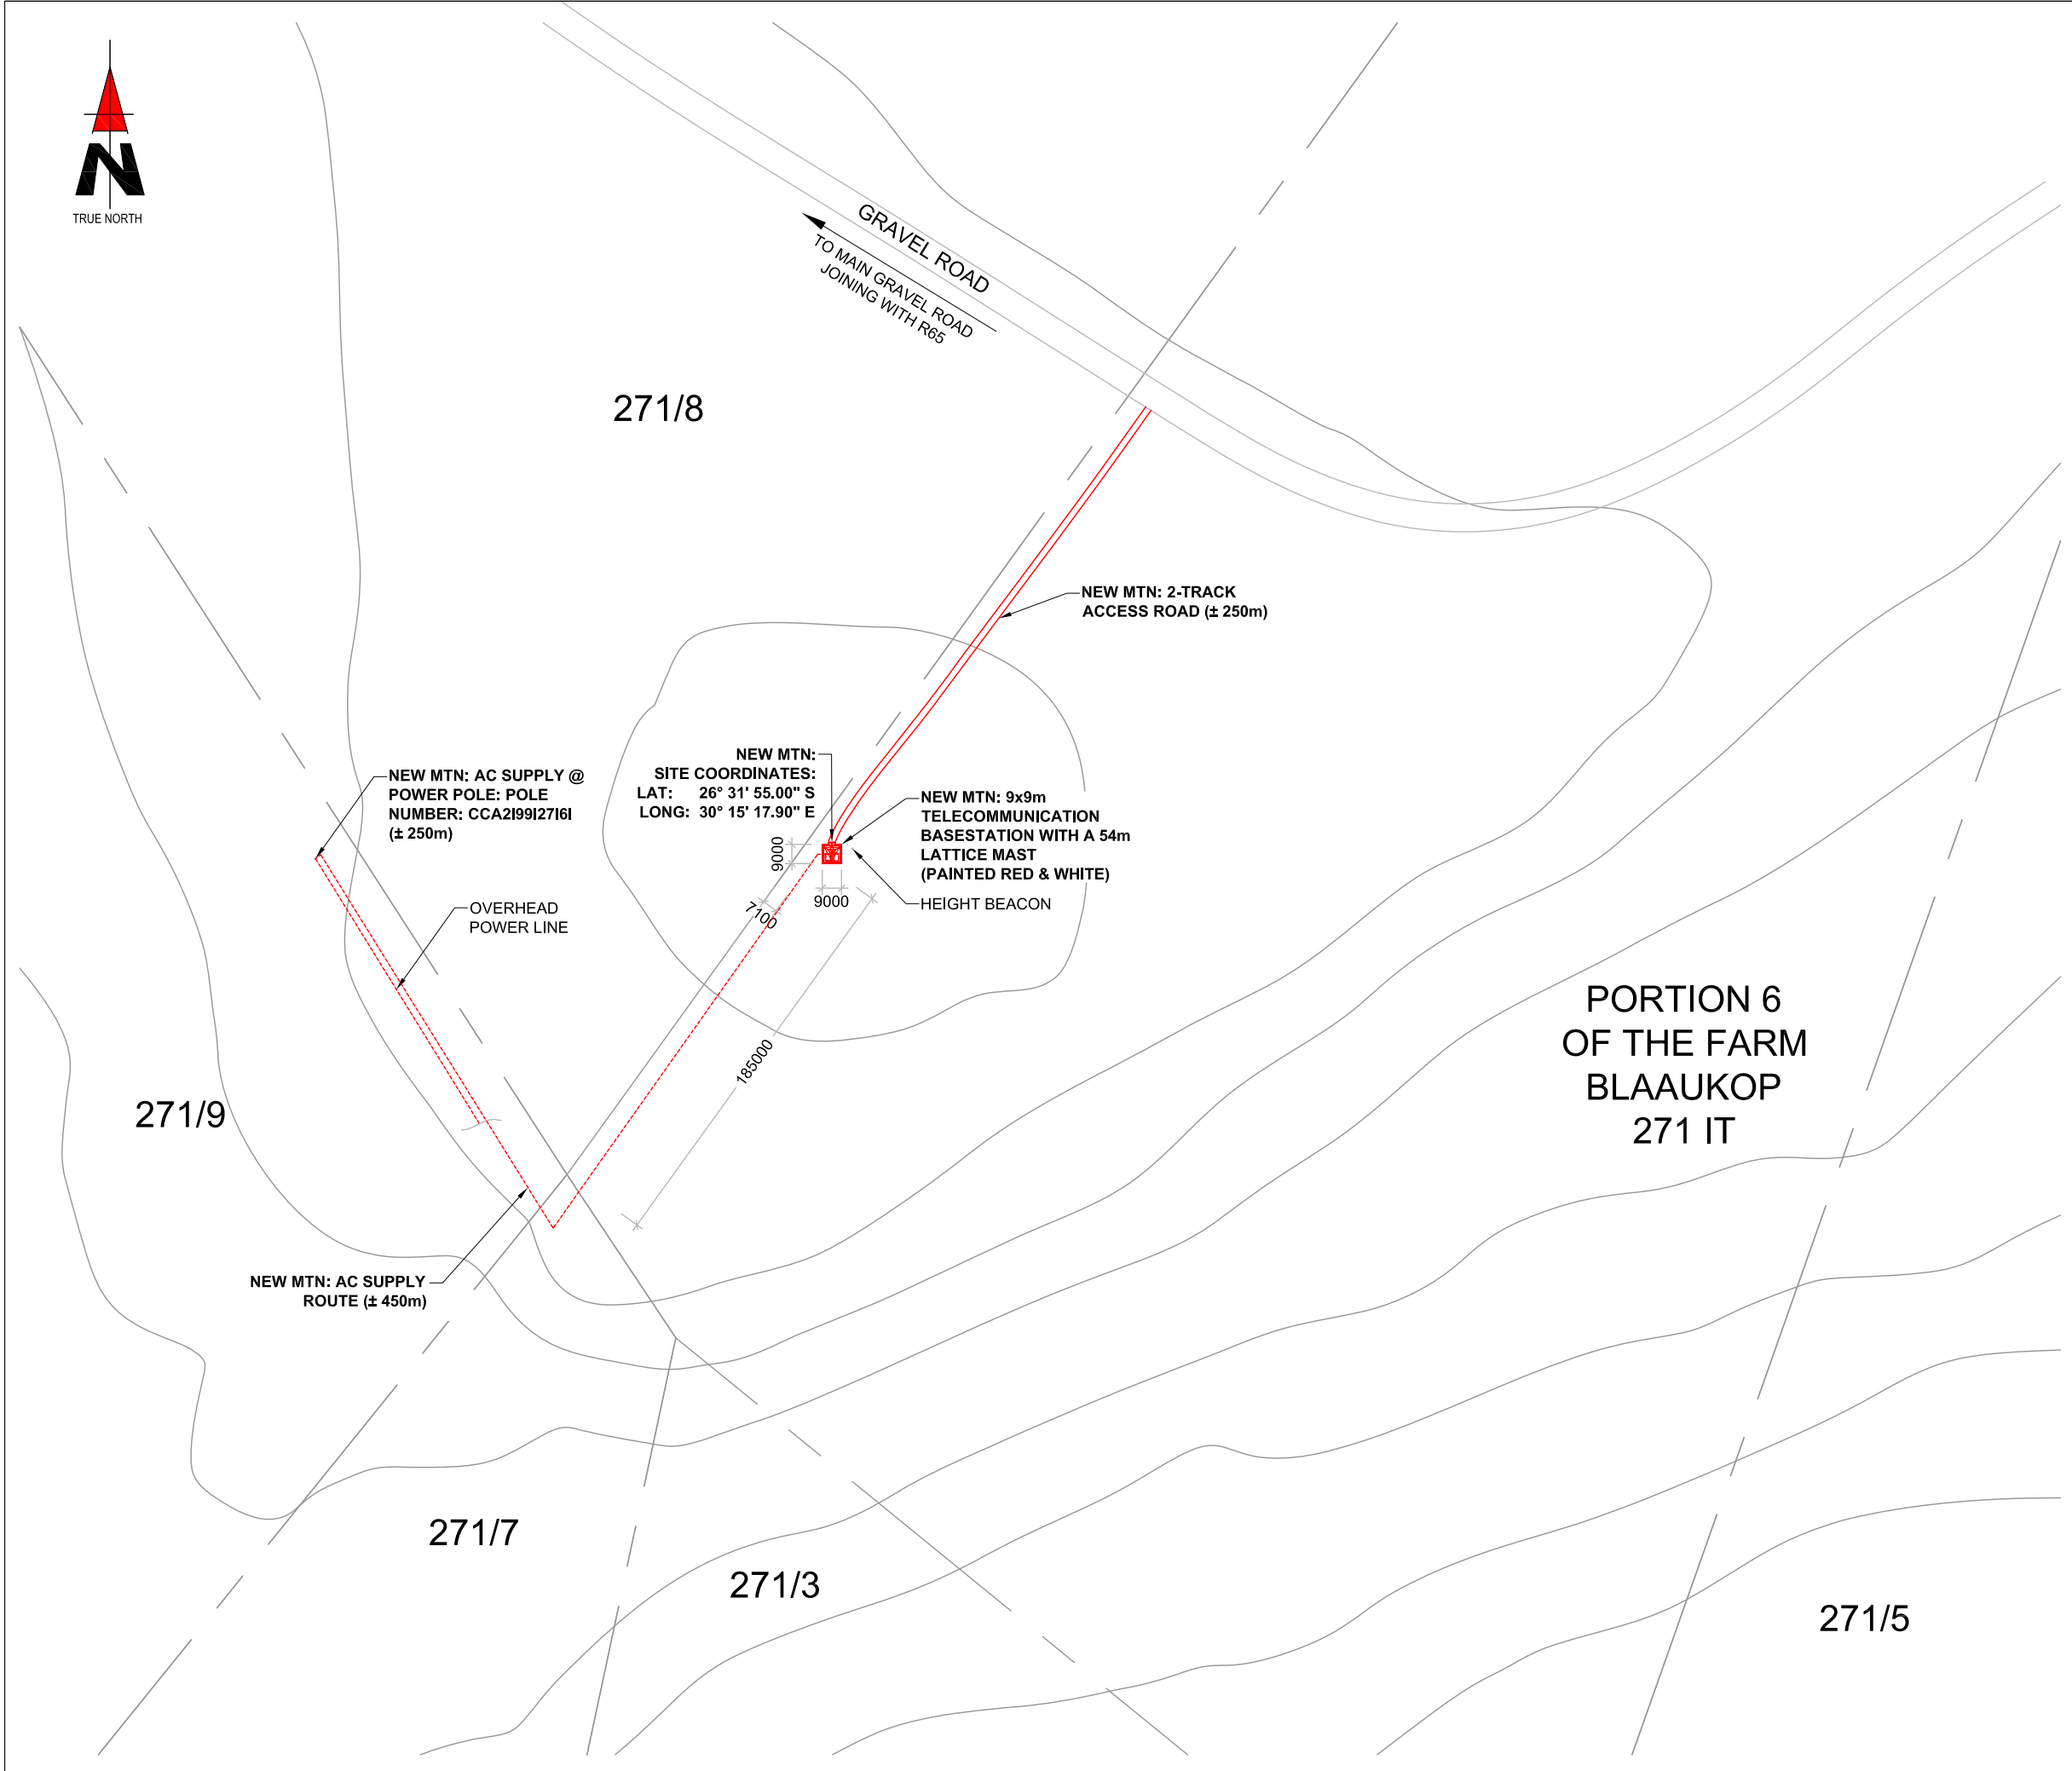 N
TRUE NORTH
GRAVEL ROAD
TO MAIN GRAVEL ROAD
JOINING WITH R65
271/8
NEW MTN: 2-TRACK
ACCESS ROAD (± 250m)
NEW MTN:
SITE COORDINATES:
LAT: 26° 31' 55.00" S
LONG: 30° 15' 17.90" E
NEW MTN: AC SUPPLY @
POWER POLE: POLE
NUMBER: CCA2I99I27I6I
(± 250m)
NEW MTN: 9x9m
TELECOMMUNICATION
BASESTATION WITH A 54m
LATTICE MAST
(PAINTED RED & WHITE)
HEIGHT BEACON
9000
9000
7100
185000
OVERHEAD
POWER LINE
PORTION 6
OF THE FARM
BLAAUKOP
271 IT
271/9
NEW MTN: AC SUPPLY
ROUTE (± 450m)
271/7
271/3
271/5